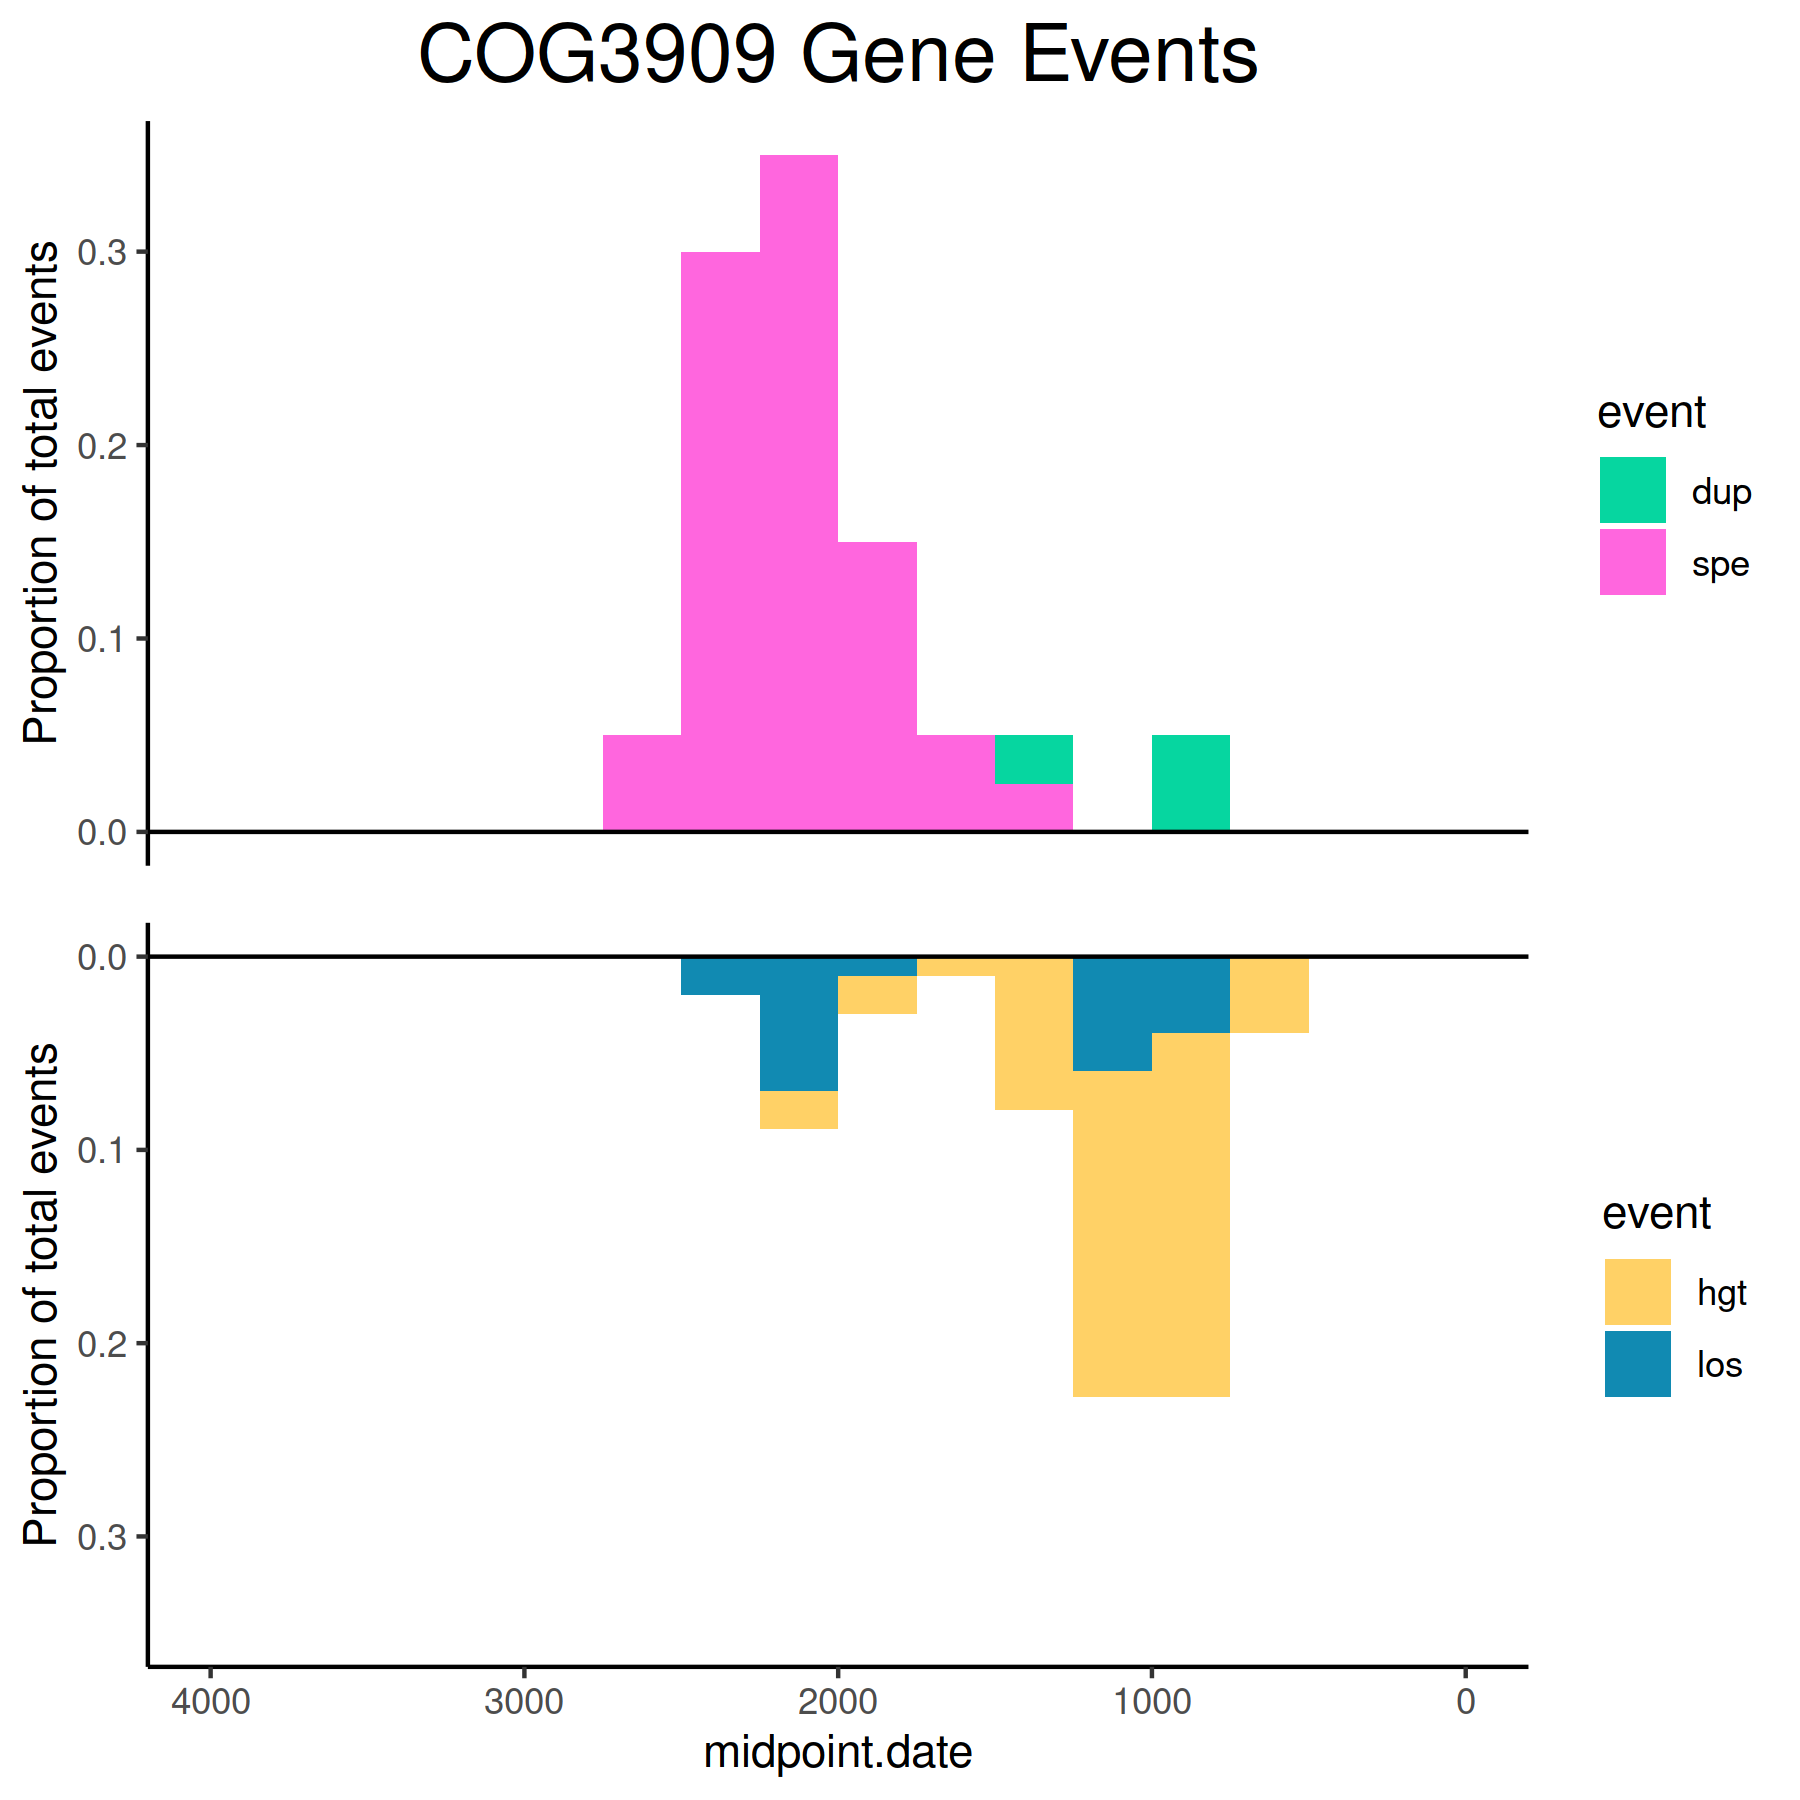 COG3909 Gene Events
Proportion of total events
0.3
0.2
0.1
0.0
event
dup
spe
Proportion of total events
0.0
0.1
0.2
0.3
event
hgt
los
4000 3000 2000 1000 0
midpoint.date